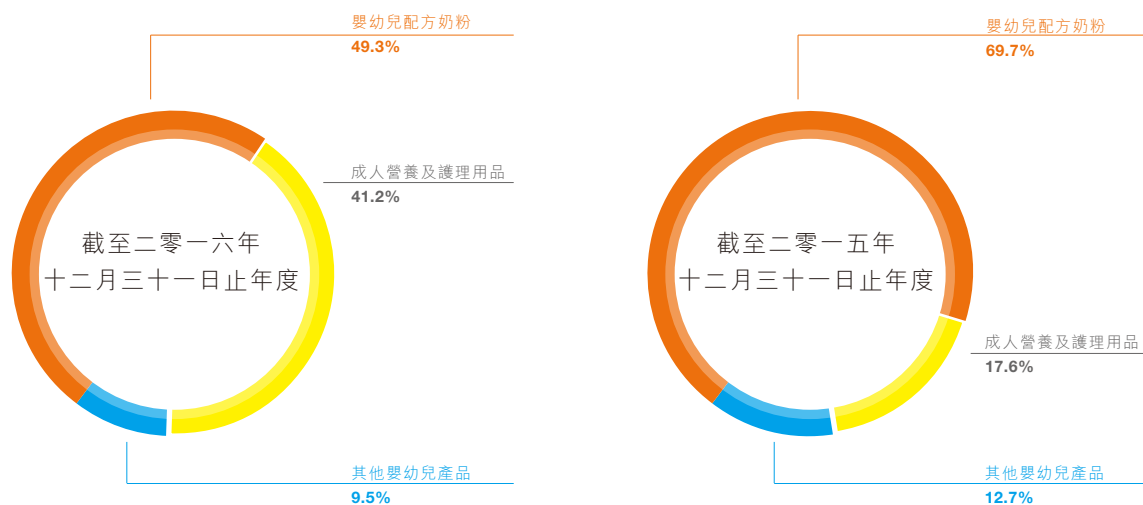 嬰幼兒配方奶粉
49.3%
成人營養及護理用品
41.2%
截至二零一六年
十二月三十一日止年度
其他嬰幼兒產品
9.5%
嬰幼兒配方奶粉
69.7%
截至二零一五年
十二月三十一日止年度
成人營養及護理用品
17.6%
其他嬰幼兒產品
12.7%